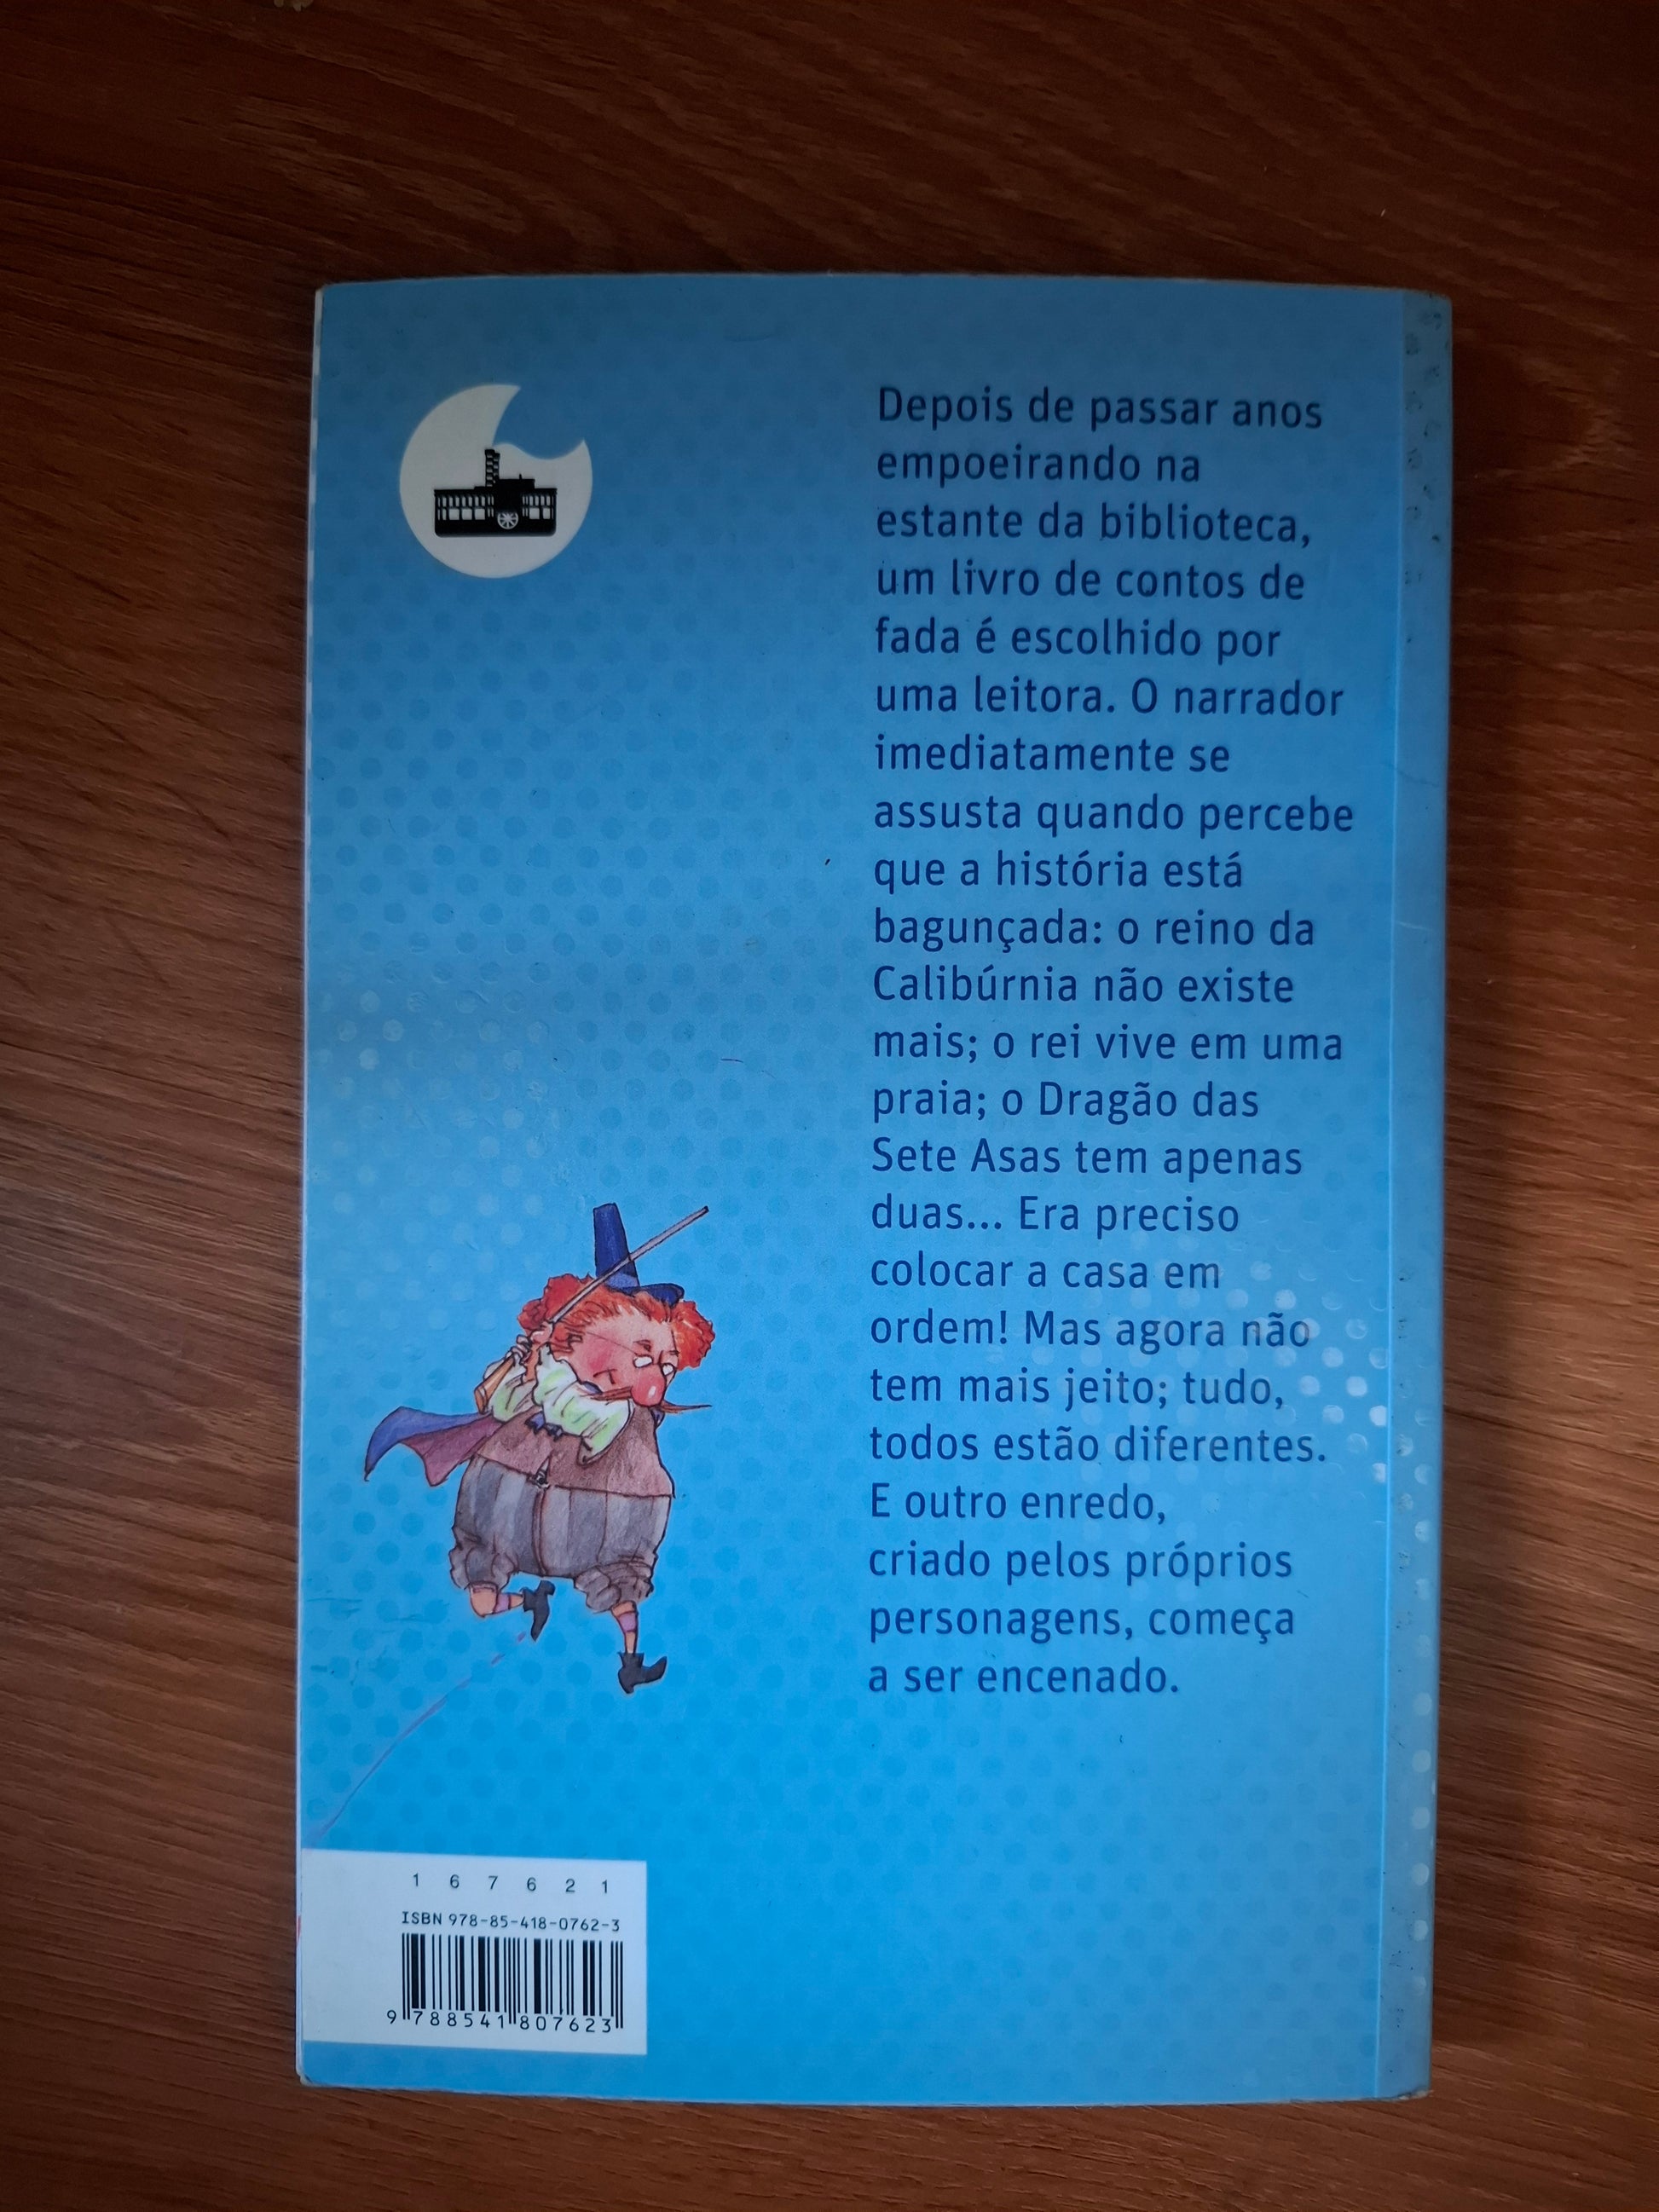 Depois de passar anos
empoeirando na
estante da biblioteca,
um livro de contos de
fada é escolhido por
uma leitora. O narrador
imediatamente se
assusta quando percebe
que a história está
bagunçada: o reino da
Calibúrnia não existe
mais; o rei vive em uma
praia; o Dragão das
Sete Asas tem apenas
duas... Era preciso
colocar a casa em
ordem! Mas agora não
tem mais jeito; tudo,
todos estão diferentes.
E outro enredo,
criado pelos próprios
personagens, começa
a ser encenado.
1 6 7 6 2 1
ISBN 978-85-418-0762-3
9 788541 807623